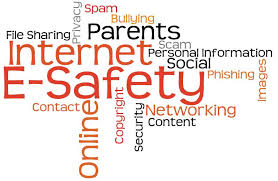 Privacy
Spam
Bullying
Parents
File Sharing
Scam
Internet
Personal Information
Social
E-Safety
Phishing
Images
Contact
Online
Copyright
Security
Networking
Content